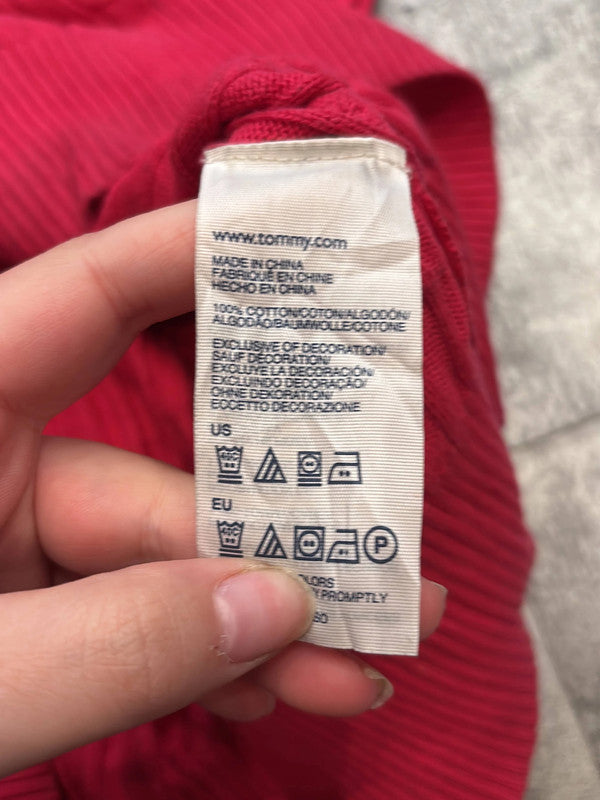 www.tommy.com
MADE IN CHINA
FABRIQUÉ EN CHINE
HECHO EN CHINA
100% COTTON/COTON/ALGODÓN/
ALGODÃO/BAUMWOLLE/COTONE
EXCLUSIVE OF DECORATION/
SAUF DÉCORATION/
EXCLUYE LA DECORACIÓN/
EXCLUINDO DECORAÇÃO/
OHNE DEKORATION/
ECCETTO DECORAZIONE
US
EU
P
PROMPTLY